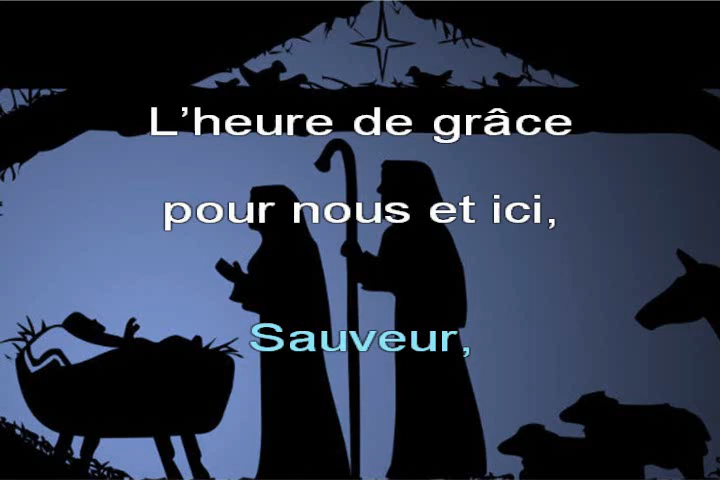 L’heure de grâce
pour nous et ici,
Sauveur,